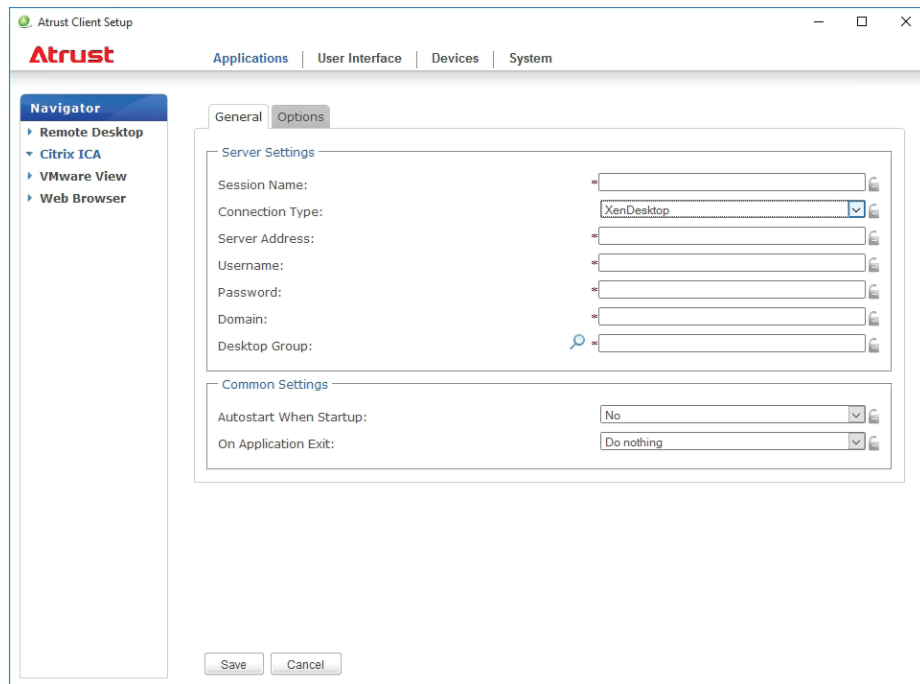 Atrust Client Setup
Atrust
Applications | User Interface | Devices | System
Navigator
Remote Desktop
Citrix ICA
VMware View
Web Browser
General Options
Server Settings
Session Name: *
Connection Type: XenDesktop
Server Address: *
Username: *
Password: *
Domain: *
Desktop Group: *
Common Settings
Autostart When Startup: No
On Application Exit: Do nothing
Save Cancel